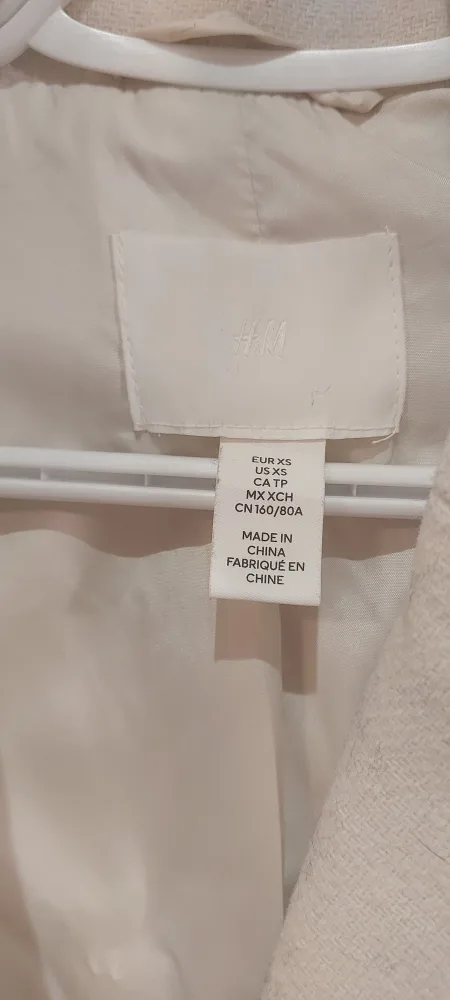 H&M
EUR XS
US XS
CA TP
MX XCH
CN 160/80A
MADE IN
CHINA
FABRIQUÉ EN
CHINE